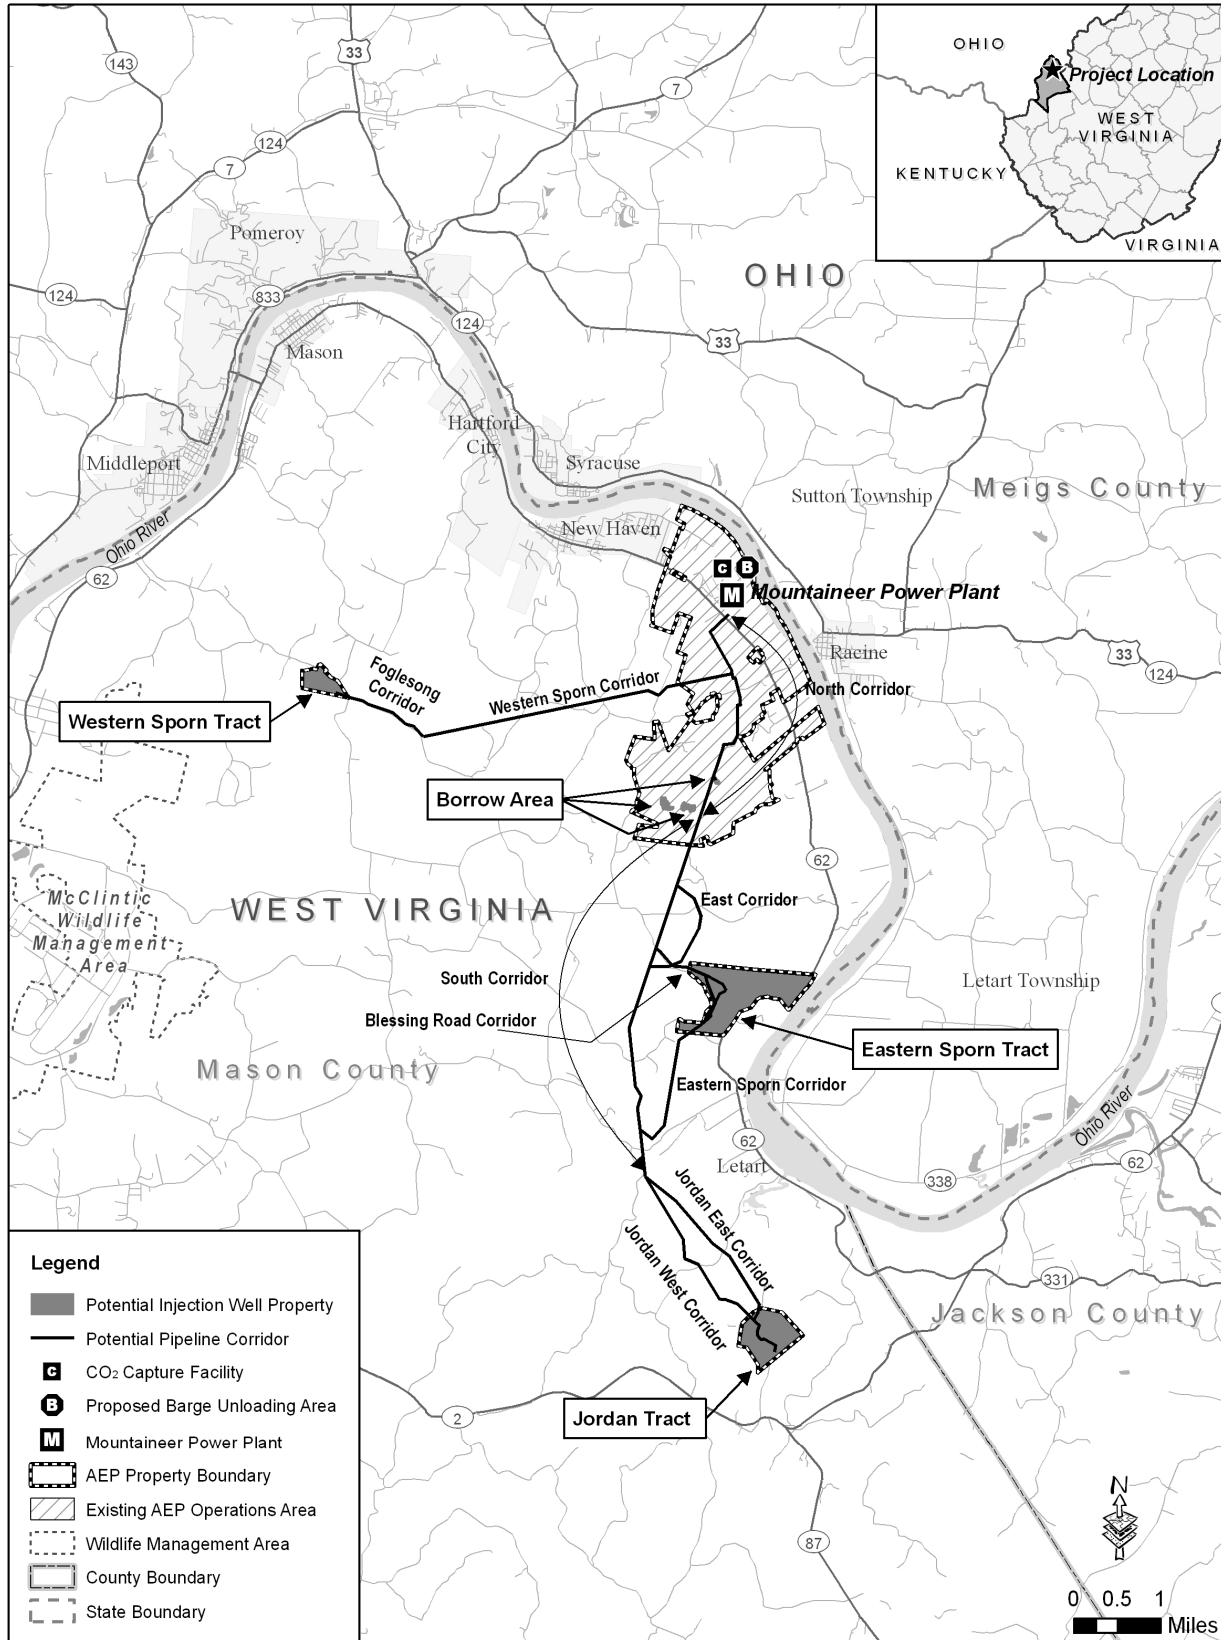 33
143
7
OHIO
Project Location
WEST
VIRGINIA
KENTUCKY
VIRGINIA
124
7
Pomeroy
OHIO
124
833
124
33
Mason
Hartford
City
Middleport
Syracuse
Sutton Township
Meigs County
New Haven
Ohio River
62
C
B
M
Mountaineer Power Plant
Racine
33
124
Foglesong
Corridor
Western Sporn Corridor
North Corridor
Western Sporn Tract
Borrow Area
62
McClintic
Wildlife
Management
Area
WEST VIRGINIA
East Corridor
South Corridor
Letart Township
Blessing Road Corridor
Eastern Sporn Tract
Mason County
Eastern Sporn Corridor
Ohio River
62
Letart
62
338
Jordan East Corridor
Jordan West Corridor
331
Jackson County
Jordan Tract
2
87
Legend
Potential Injection Well Property
Potential Pipeline Corridor
C CO2 Capture Facility
B Proposed Barge Unloading Area
M Mountaineer Power Plant
AEP Property Boundary
Existing AEP Operations Area
Wildlife Management Area
County Boundary
State Boundary
N
0 0.5 1
Miles